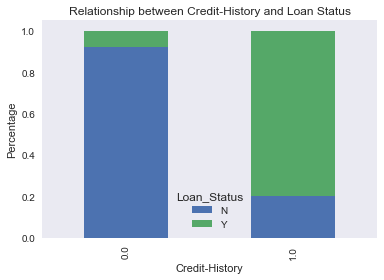 Relationship between Credit-History and Loan Status
Percentage
1.0
0.8
0.6
0.4
0.2
0.0
Loan_Status
N
Y
0.0
1.0
Credit-History